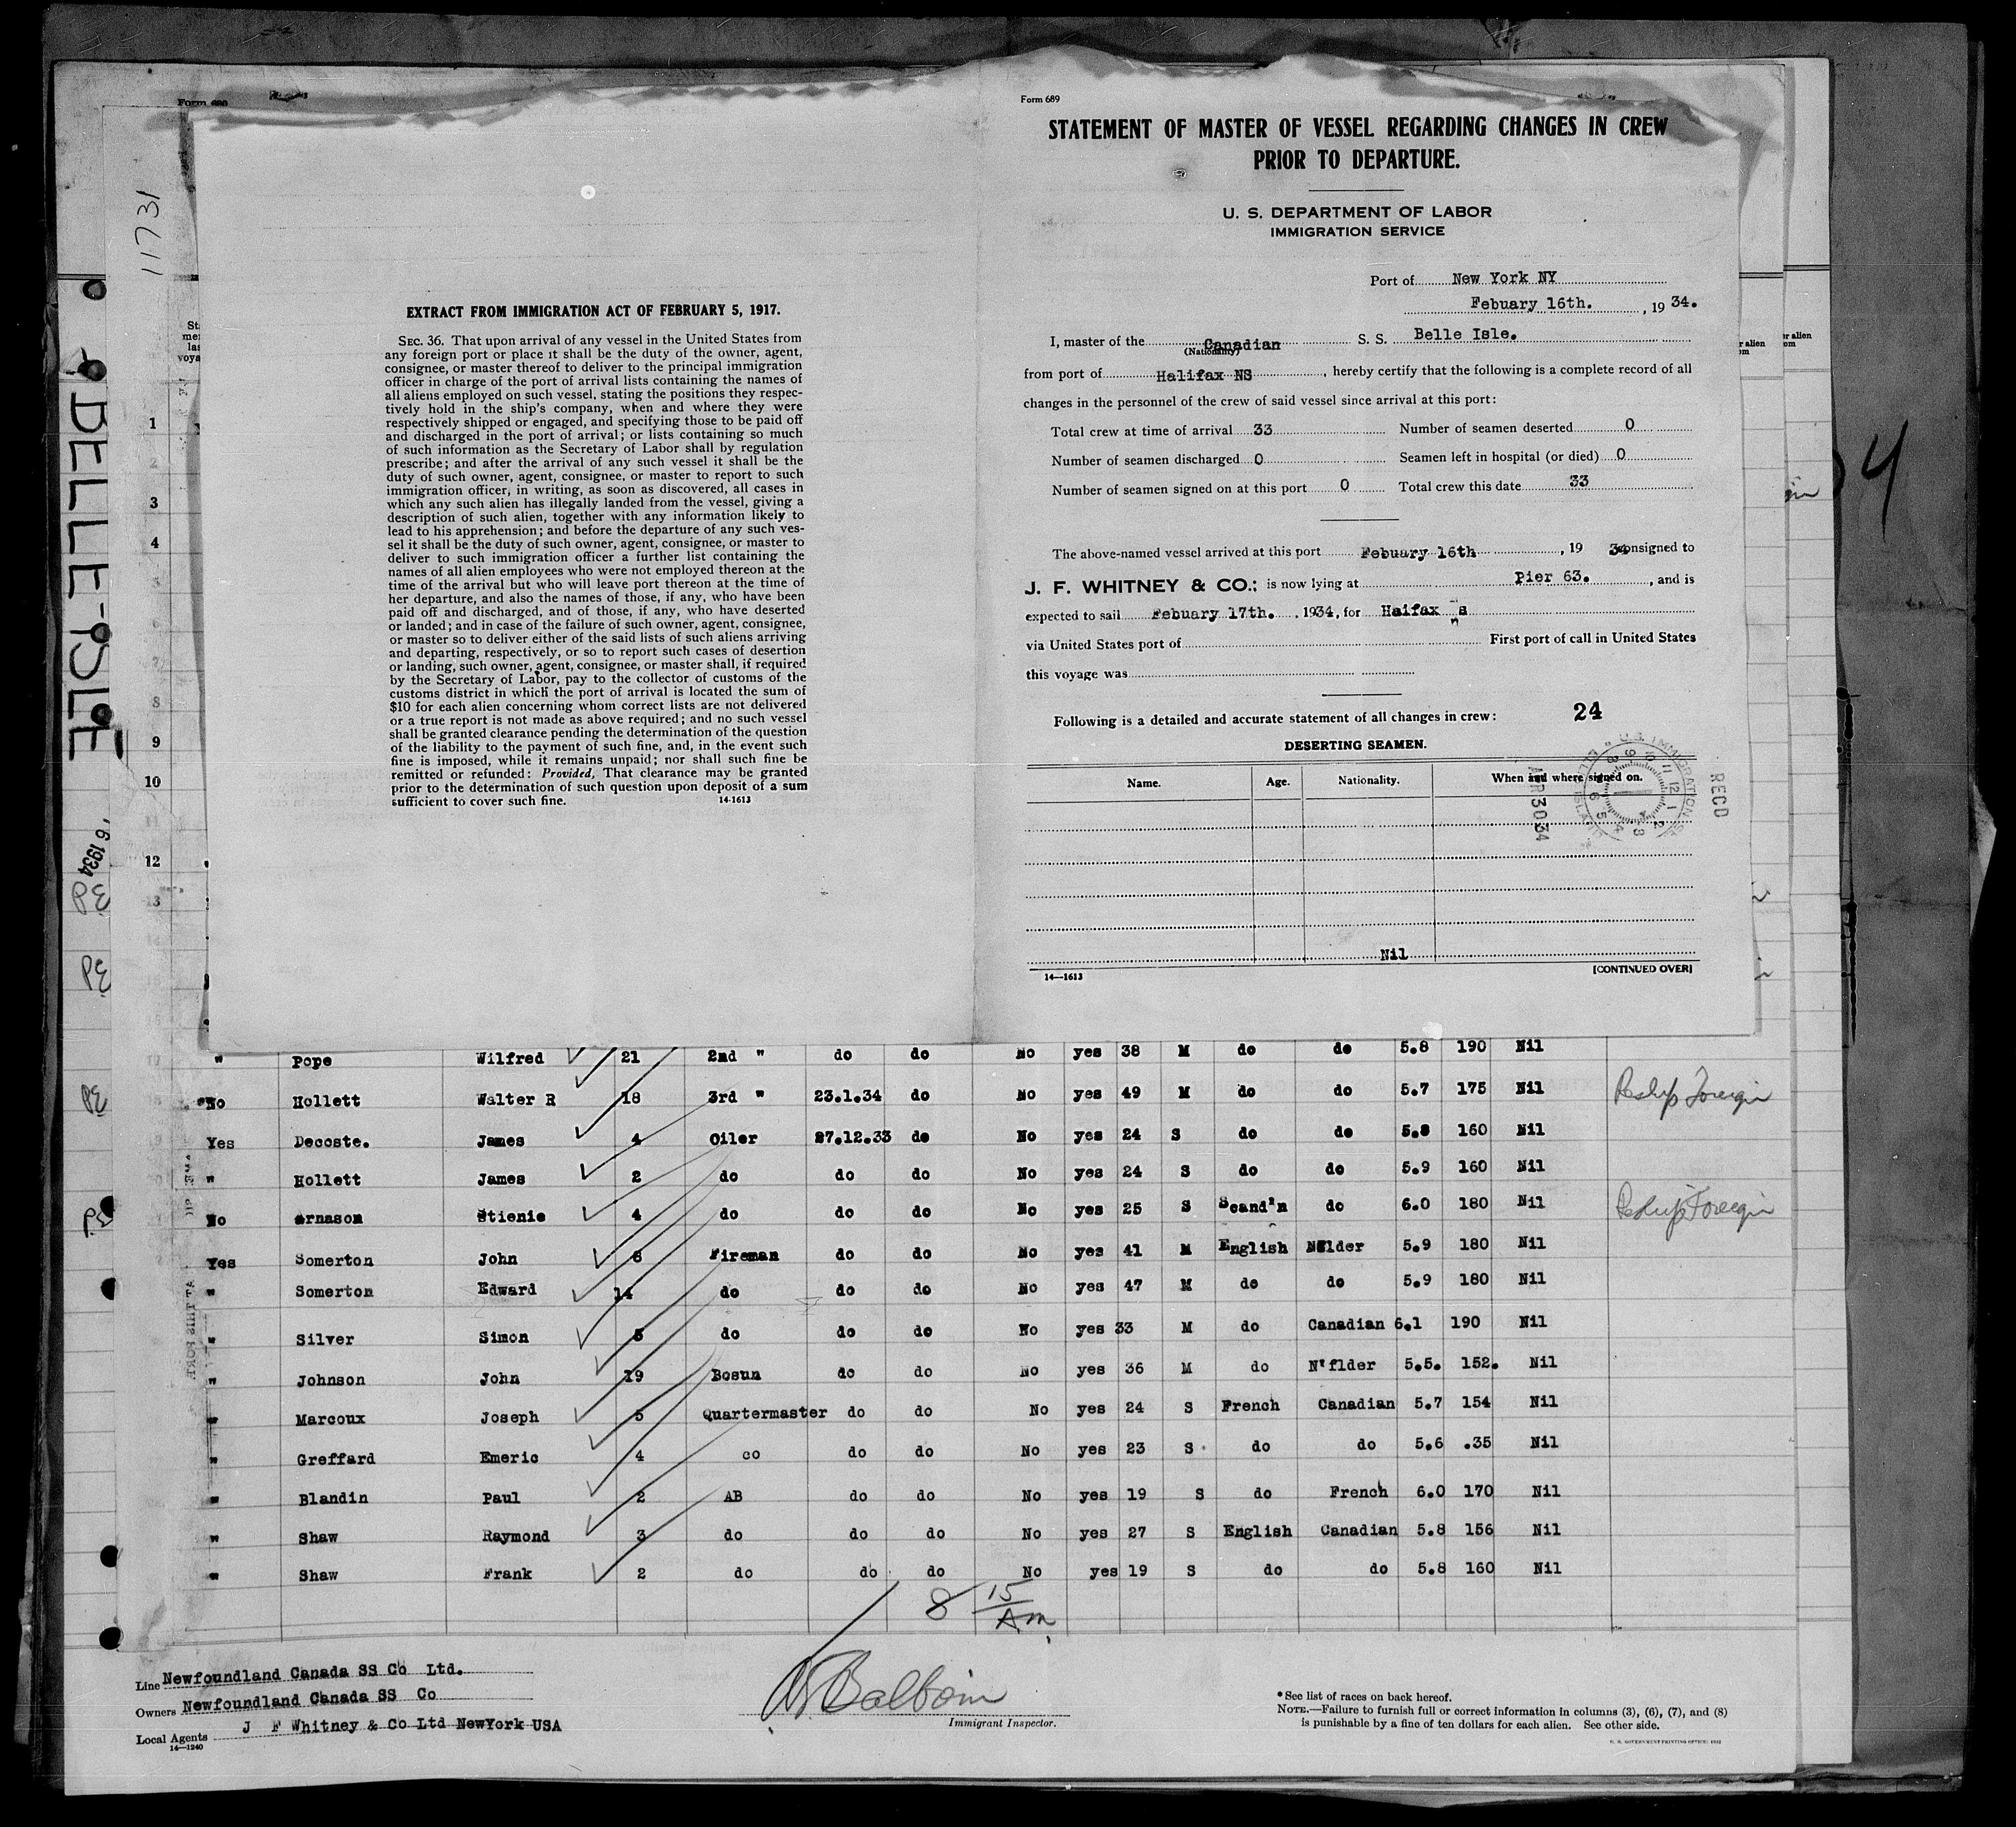 Form 689
STATEMENT OF MASTER OF VESSEL REGARDING CHANGES IN CREW
PRIOR TO DEPARTURE.
U. S. DEPARTMENT OF LABOR
IMMIGRATION SERVICE
Port of New York NY
Febuary 16th. , 19 34.
I, master of the Canadian S. S. Belle Isle.
(Nationality)
from port of Halifax NS , hereby certify that the following is a complete record of all
changes in the personnel of the crew of said vessel since arrival at this port:
Total crew at time of arrival 33 Number of seamen deserted 0
Number of seamen discharged 0 Seamen left in hospital (or died) 0
Number of seamen signed on at this port 0 Total crew this date 33
The above-named vessel arrived at this port Febuary 16th , 19 34 consigned to
J. F. WHITNEY & CO.; is now lying at Pier 63. , and is
expected to sail Febuary 17th. , 1934, for Haifax
via United States port of First port of call in United States
this voyage was
Following is a detailed and accurate statement of all changes in crew: 24
DESERTING SEAMEN.
Name. Age. Nationality. When and where signed on.
Nil
14—1613 [CONTINUED OVER]
RECD
U.S. IMMIGRATION
EXTRACT FROM IMMIGRATION ACT OF FEBRUARY 5, 1917.
SEC. 36. That upon arrival of any vessel in the United States from
any foreign port or place it shall be the duty of the owner, agent,
consignee, or master thereof to deliver to the principal immigration
officer in charge of the port of arrival lists containing the names of
all aliens employed on such vessel, stating the positions they respec-
tively hold in the ship's company, when and where they were
respectively shipped or engaged, and specifying those to be paid off
and discharged in the port of arrival; or lists containing so much
of such information as the Secretary of Labor shall by regulation
prescribe; and after the arrival of any such vessel it shall be the
duty of such owner, agent, consignee, or master to report to such
immigration officer, in writing, as soon as discovered, all cases in
which any such alien has illegally landed from the vessel, giving a
description of such alien, together with any information likely to
lead to his apprehension; and before the departure of any such ves-
sel it shall be the duty of such owner, agent, consignee, or master to
deliver to such immigration officer a further list containing the
names of all alien employees who were not employed thereon at the
time of the arrival but who will leave port thereon at the time of
her departure, and also the names of those, if any, who have been
paid off and discharged, and of those, if any, who have deserted
or landed; and in case of the failure of such owner, agent, consignee,
or master so to deliver either of the said lists of such aliens arriving
and departing, respectively, or so to report such cases of desertion
or landing, such owner, agent, consignee, or master shall, if required
by the Secretary of Labor, pay to the collector of customs of the
customs district in which the port of arrival is located the sum of
$10 for each alien concerning whom correct lists are not delivered
or a true report is not made as above required; and no such vessel
shall be granted clearance pending the determination of the question
of the liability to the payment of such fine, and, in the event such
fine is imposed, while it remains unpaid; nor shall such fine be
remitted or refunded: Provided, That clearance may be granted
prior to the determination of such question upon deposit of a sum
sufficient to cover such fine. 14-1613
11731
BELLE-ISLE
1934
1
2
3
4
5
6
7
8
9
10
11
12
13
" Pope Wilfred 21 2nd " do do No yes 38 M do do 5.8 190 Nil
No Hollett Walter R 18 3rd " 23.1.34 do No yes 49 M do do 5.7 175 Nil Reship Foreign
Yes Decoste. James 4 Oiler 27.12.33 do No yes 24 S do do 5.8 160 Nil
" Hollett James 2 do do do No yes 24 S do do 5.9 160 Nil
No arnason Stienie 4 do do do No yes 25 S Scand'n do 6.0 180 Nil Reship Foreign
Yes Somerton John 8 Fireman do do No yes 41 M English Nflder 5.9 180 Nil
" Somerton Edward 14 do do do No yes 47 M do do 5.9 180 Nil
" Silver Simon 5 do do do No yes 33 M do Canadian 6.1 190 Nil
" Johnson John 19 Bosun do do No yes 36 M do N'flder 5.5. 152. Nil
" Marcoux Joseph 5 Quartermaster do do No yes 24 S French Canadian 5.7 154 Nil
" Greffard Emeric 4 co do do No yes 23 S do do 5.6 .35 Nil
" Blandin Paul 2 AB do do No yes 19 S do French 6.0 170 Nil
" Shaw Raymond 3 do do do No yes 27 S English Canadian 5.8 156 Nil
" Shaw Frank 2 do do do No yes 19 S do do 5.8 160 Nil
8 15/Am
Line Newfoundland Canada SS Co Ltd.
Owners Newfoundland Canada SS Co
Local Agents J F Whitney & Co Ltd NewYork USA
14—1240
Immigrant Inspector.
*See list of races on back hereof.
NOTE.—Failure to furnish full or correct information in columns (3), (6), (7), and (8)
is punishable by a fine of ten dollars for each alien. See other side.